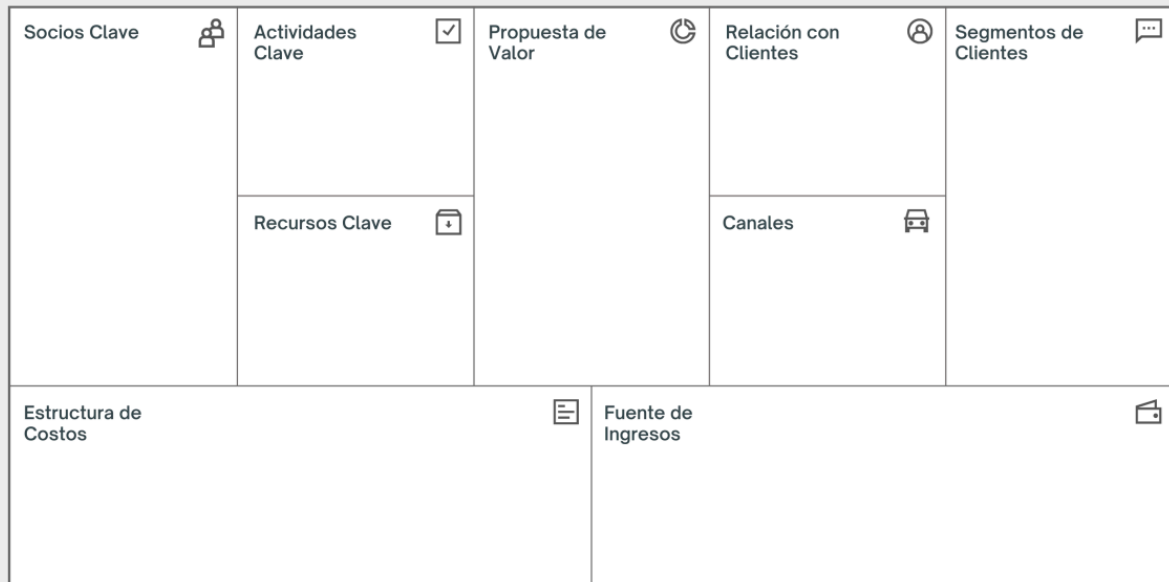 Socios Clave
Actividades
Clave
Propuesta de
Valor
Relación con
Clientes
Segmentos de
Clientes
Recursos Clave
Canales
Estructura de
Costos
Fuente de
Ingresos